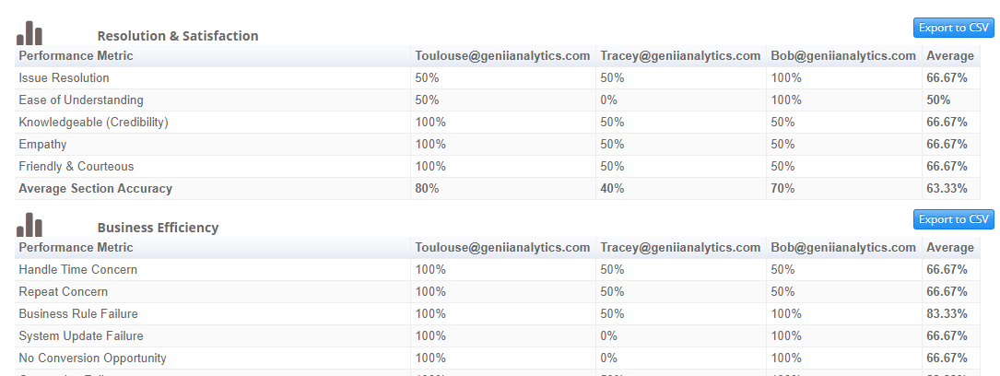 Resolution & Satisfaction Export to CSV
Performance Metric Toulouse@geniianalytics.com Tracey@geniianalytics.com Bob@geniianalytics.com Average
Issue Resolution 50% 50% 100% 66.67%
Ease of Understanding 50% 0% 100% 50%
Knowledgeable (Credibility) 100% 50% 50% 66.67%
Empathy 100% 50% 50% 66.67%
Friendly & Courteous 100% 50% 50% 66.67%
Average Section Accuracy 80% 40% 70% 63.33%
Business Efficiency Export to CSV
Performance Metric Toulouse@geniianalytics.com Tracey@geniianalytics.com Bob@geniianalytics.com Average
Handle Time Concern 100% 50% 50% 66.67%
Repeat Concern 100% 50% 50% 66.67%
Business Rule Failure 100% 50% 100% 83.33%
System Update Failure 100% 0% 100% 66.67%
No Conversion Opportunity 100% 0% 100% 66.67%